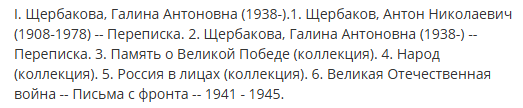 I. Щербакова, Галина Антоновна (1938-).1. Щербаков, Антон Николаевич
(1908-1978) -- Переписка. 2. Щербакова, Галина Антоновна (1938-) --
Переписка. 3. Память о Великой Победе (коллекция). 4. Народ
(коллекция). 5. Россия в лицах (коллекция). 6. Великая Отечественная
война -- Письма с фронта -- 1941 - 1945.